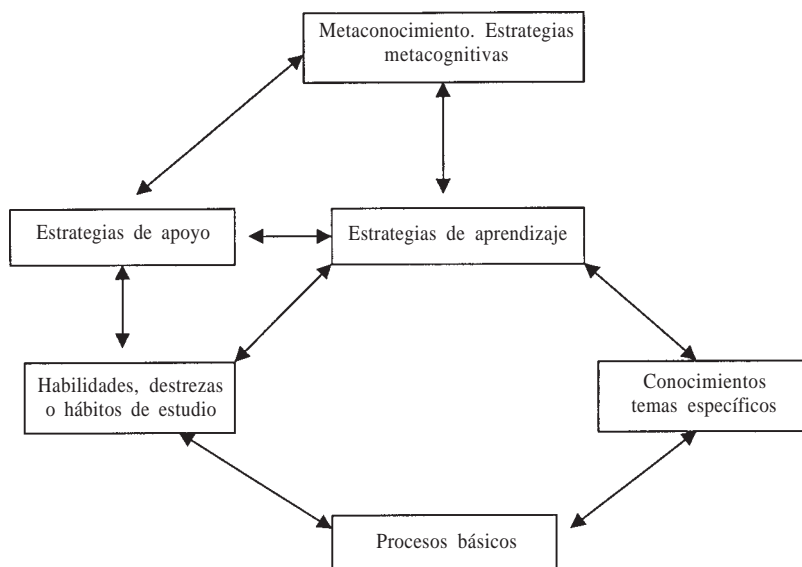 Metaconocimiento. Estrategias
metacognitivas
Estrategias de apoyo
Estrategias de aprendizaje
Habilidades, destrezas
o hábitos de estudio
Conocimientos
temas específicos
Procesos básicos